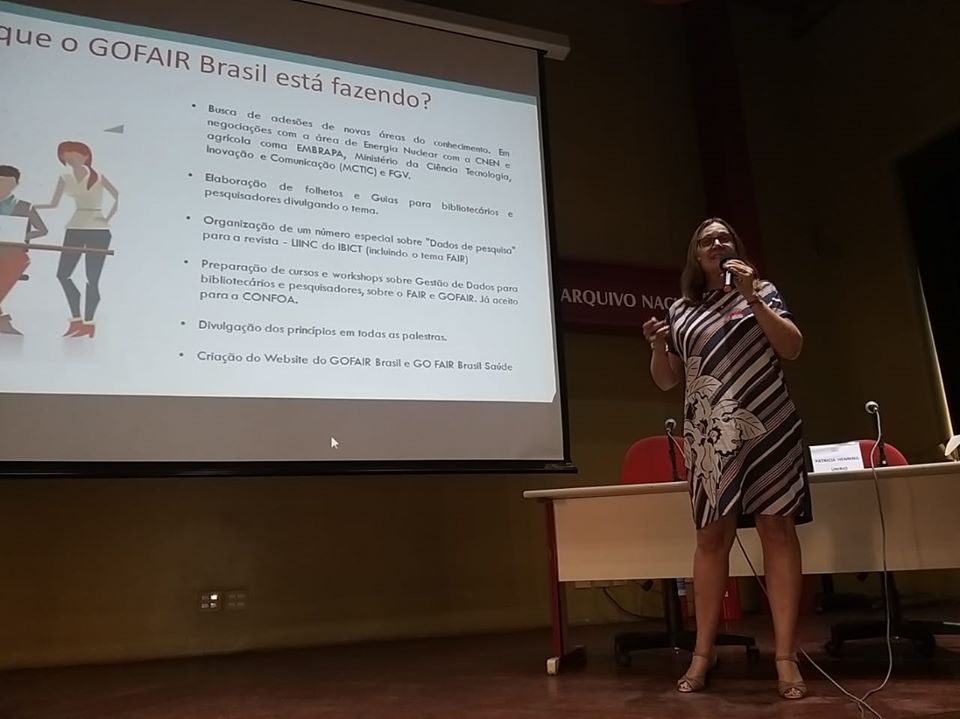 que o GOFAIR Brasil está fazendo?
• Busca de adesões de novas áreas do conhecimento. Em
negociações com a área de Energia Nuclear com a CNEN e
agrícola coma EMBRAPA, Ministério da Ciência Tecnologia,
Inovação e Comunicação (MCTIC) e FGV.
• Elaboração de folhetos e Guias para bibliotecários e
pesquisadores divulgando o tema.
• Organização de um número especial sobre "Dados de pesquisa"
para a revista - LIINC do IBICT (incluindo o tema FAIR)
• Preparação de cursos e workshops sobre Gestão de Dados para
bibliotecários e pesquisadores, sobre o FAIR e GOFAIR. Já aceito
para a CONFOA.
• Divulgação dos princípios em todas as palestras.
• Criação do Website do GOFAIR Brasil e GO FAIR Brasil Saúde
ARQUIVO NAC
PATRICIA HENNING
UNIRIO